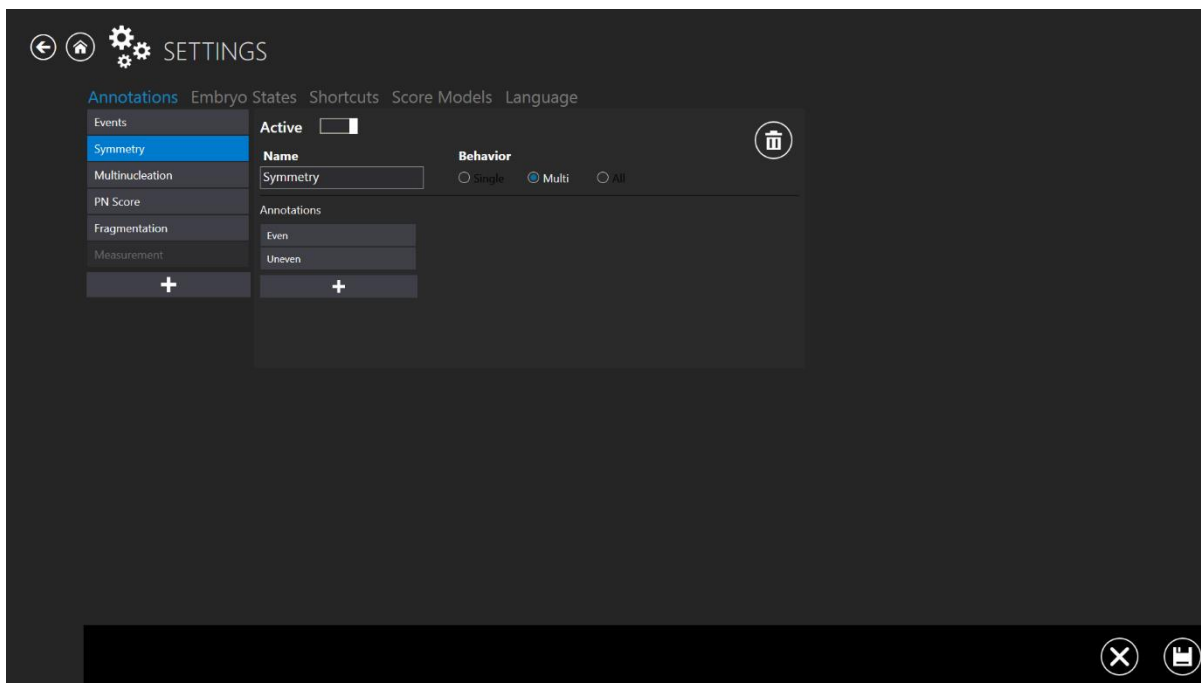 SETTINGS
Annotations Embryo States Shortcuts Score Models Language
Events
Symmetry
Multinucleation
PN Score
Fragmentation
Measurement
Active
Name
Behavior
Symmetry
Single
Multi
All
Annotations
Even
Uneven